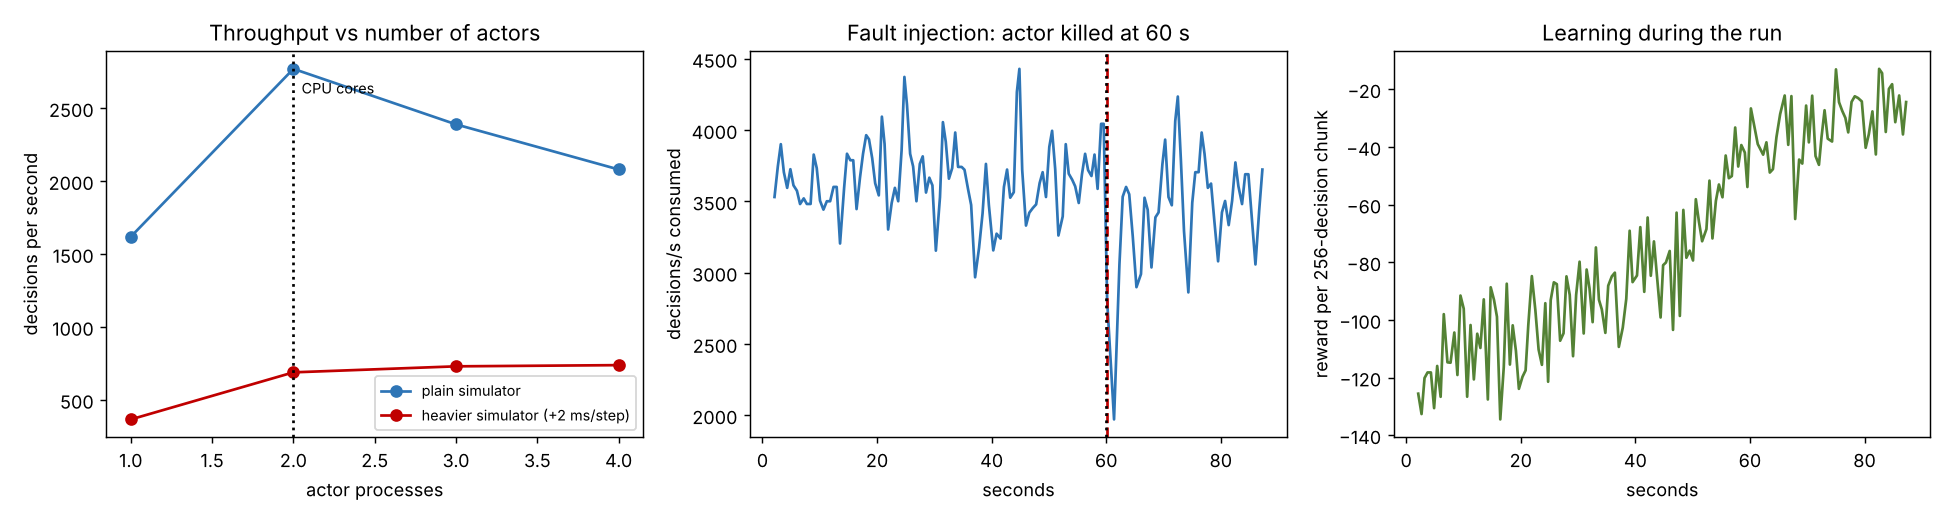 Throughput vs number of actors
decisions per second
2500
2000
1500
1000
500
CPU cores
plain simulator
heavier simulator (+2 ms/step)
1.0 1.5 2.0 2.5 3.0 3.5 4.0
actor processes
Fault injection: actor killed at 60 s
decisions/s consumed
4500
4000
3500
3000
2500
2000
0 20 40 60 80
seconds
Learning during the run
reward per 256-decision chunk
−20
−40
−60
−80
−100
−120
−140
0 20 40 60 80
seconds